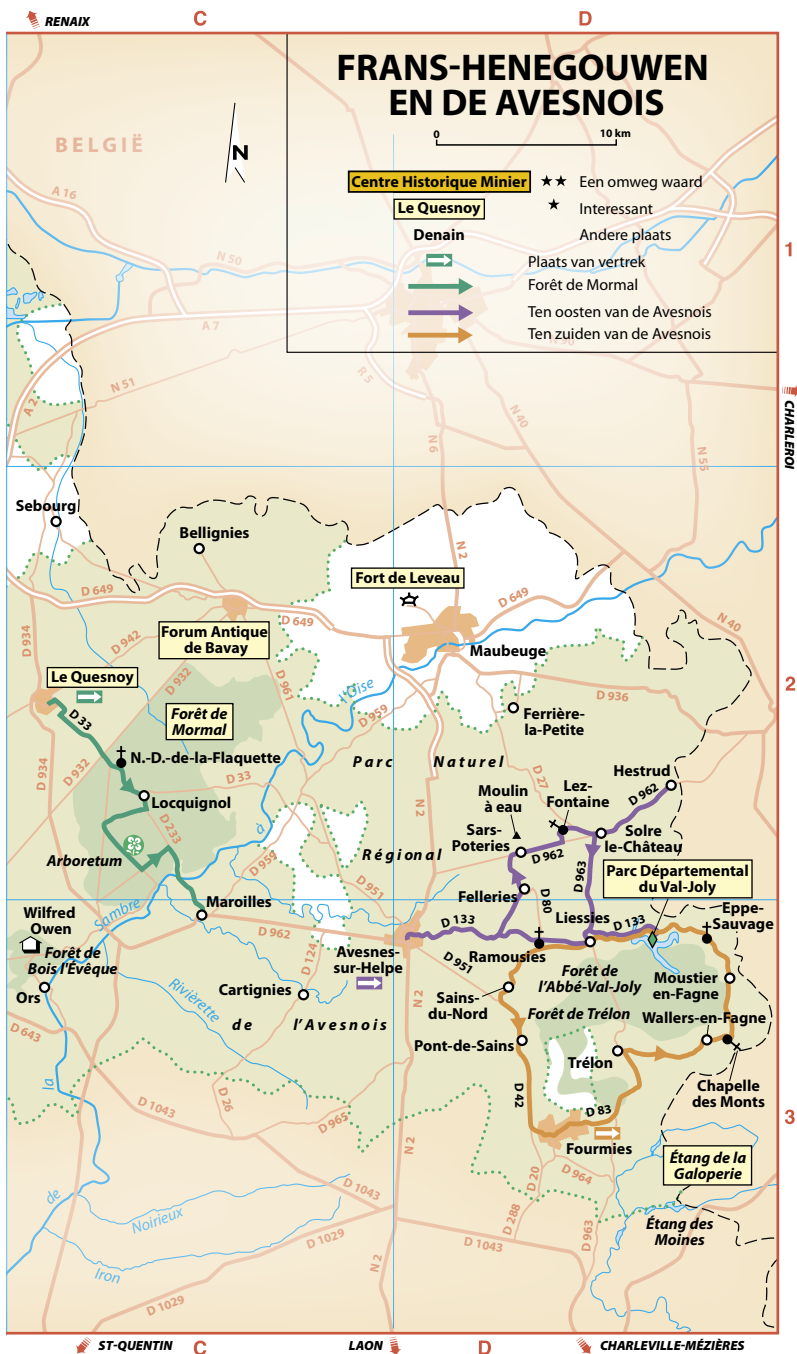 RENAIX
C
D
FRANS-HENEGOUWEN
EN DE AVESNOIS
0
10 km
N
BELGIË
Centre Historique Minier
★★ Een omweg waard
Le Quesnoy
★ Interessant
Denain
Andere plaats
Plaats van vertrek
Forêt de Mormal
Ten oosten van de Avesnois
Ten zuiden van de Avesnois
1
A 16
N 50
A 7
N 51
A 2
R 5
N 90
N 40
N 6
N 55
CHARLEROI
Sebourg
Bellignies
N 2
Fort de Leveau
D 649
D 649
D 649
N 40
Forum Antique
de Bavay
Maubeuge
D 934
D 942
D 932
D 961
2
Le Quesnoy
l'Oise
D 959
D 936
D 33
Forêt de
Mormal
Ferrière-
la-Petite
N.-D.-de-la-Flaquette
Parc Naturel
D 934
D 932
D 33
D 27
Hestrud
Locquignol
Moulin
à eau
Lez-
Fontaine
D 962
N 2
D 233
à
Sars-
Poteries
Solre
le-Château
Arboretum
D 959
Régional
D 962
D 963
Parc Départemental
du Val-Joly
D 951
Felleries
D 80
Sambre
Maroilles
Liessies
D 133
Eppe-
Sauvage
Wilfred
Owen
D 133
D 962
Ramousies
Forêt de
Bois l'Évêque
D 124
Avesnes-
sur-Helpe
D 951
Forêt de
l'Abbé-Val-Joly
Moustier
en-Fagne
Rivièrette
Ors
Cartignies
N 2
Sains-
du-Nord
Forêt de Trélon
Wallers-en-Fagne
de l'Avesnois
D 643
Pont-de-Sains
Trélon
la
Chapelle
des Monts
D 1043
D 26
D 965
D 42
D 83
3
N 2
Fourmies
Étang de la
Galoperie
D 20
D 964
D 1043
D 288
de
Noirieux
D 963
Étang des
Moines
D 1029
D 1043
N 2
Iron
D 1029
ST-QUENTIN
C
LAON
D
CHARLEVILLE-MÉZIÈRES